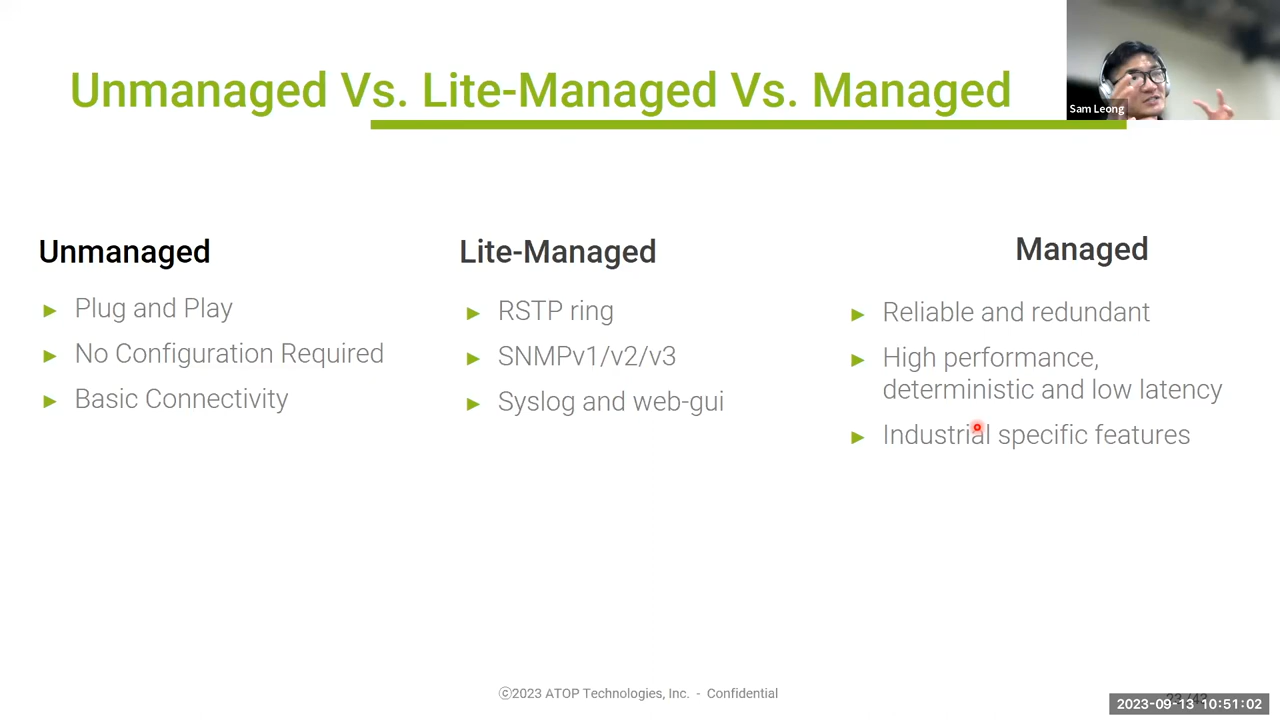 Unmanaged Vs. Lite-Managed Vs. Managed
Sam Leong
Unmanaged
Plug and Play
No Configuration Required
Basic Connectivity
Lite-Managed
RSTP ring
SNMPv1/v2/v3
Syslog and web-gui
Managed
Reliable and redundant
High performance,
deterministic and low latency
Industrial specific features
ⓒ2023 ATOP Technologies, Inc. - Confidential
2023-09-13 10:51:02